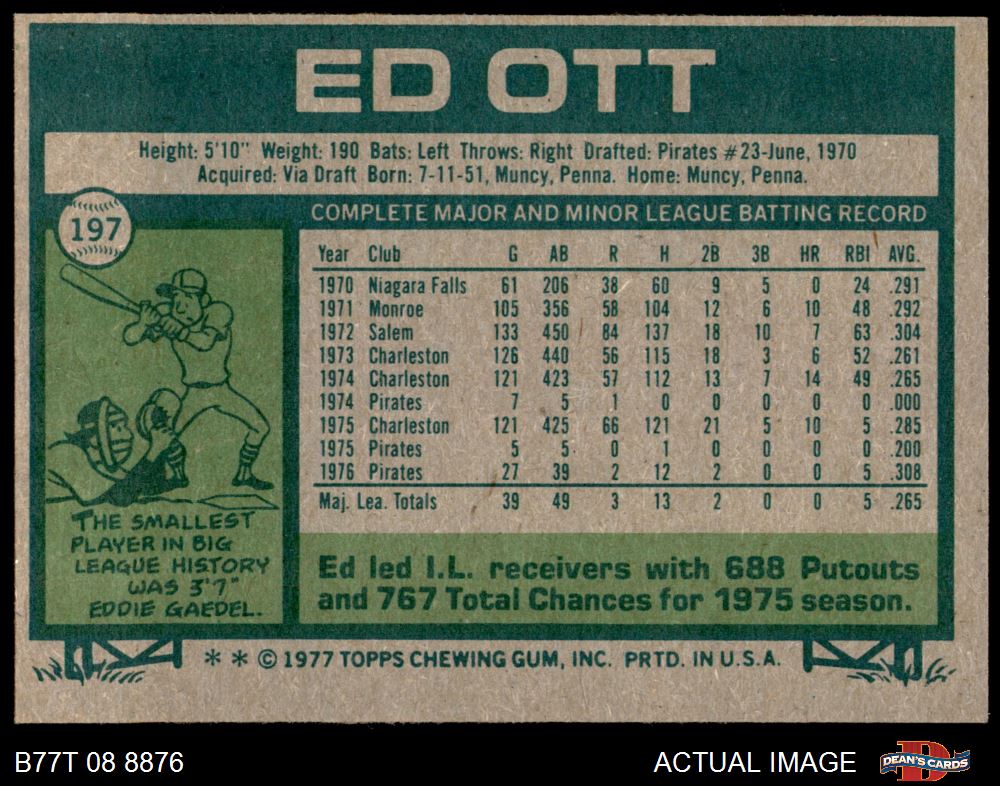 ED OTT
Height: 5'10" Weight: 190 Bats: Left Throws: Right Drafted: Pirates #23-June, 1970
Acquired: Via Draft Born: 7-11-51, Muncy, Penna. Home: Muncy, Penna.
197
COMPLETE MAJOR AND MINOR LEAGUE BATTING RECORD
Year Club G AB R H 2B 3B HR RBI AVG.
1970 Niagara Falls 61 206 38 60 9 5 0 24 .291
1971 Monroe 105 356 58 104 12 6 10 48 .292
1972 Salem 133 450 84 137 18 10 7 63 .304
1973 Charleston 126 440 56 115 18 3 6 52 .261
1974 Charleston 121 423 57 112 13 7 14 49 .265
1974 Pirates 7 5 1 0 0 0 0 0 .000
1975 Charleston 121 425 66 121 21 5 10 5 .285
1975 Pirates 5 5 0 1 0 0 0 0 .200
1976 Pirates 27 39 2 12 2 0 0 5 .308
Maj. Lea. Totals 39 49 3 13 2 0 0 5 .265
THE SMALLEST
PLAYER IN BIG
LEAGUE HISTORY
WAS 3'7"
EDDIE GAEDEL.
Ed led I.L. receivers with 688 Putouts
and 767 Total Chances for 1975 season.
* * © 1977 TOPPS CHEWING GUM, INC. PRTD. IN U.S.A.
B77T 08 8876
ACTUAL IMAGE
D
DEAN'S CARDS